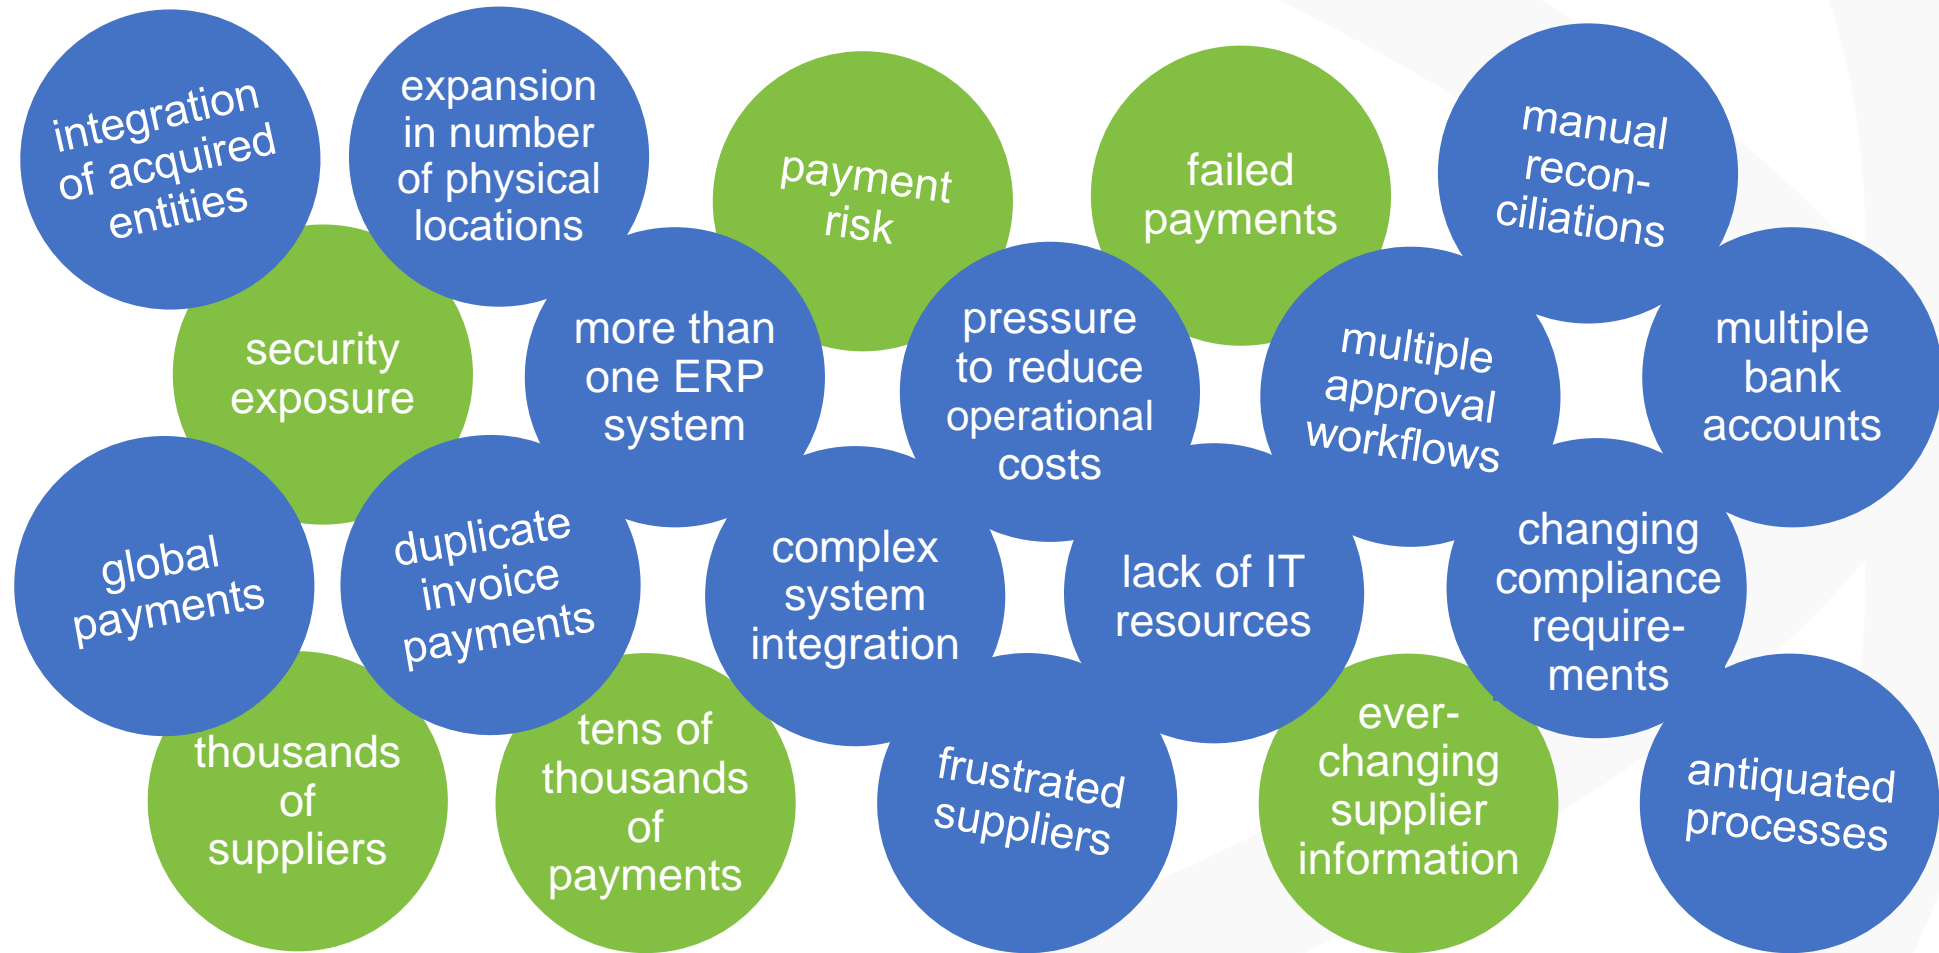 integration
of acquired
entities
expansion
in number
of physical
locations
payment
risk
failed
payments
manual
recon-
ciliations
security
exposure
more than
one ERP
system
pressure
to reduce
operational
costs
multiple
approval
workflows
multiple
bank
accounts
global
payments
duplicate
invoice
payments
complex
system
integration
lack of IT
resources
changing
compliance
require-
ments
thousands
of
suppliers
tens of
thousands
of
payments
frustrated
suppliers
ever-
changing
supplier
information
antiquated
processes